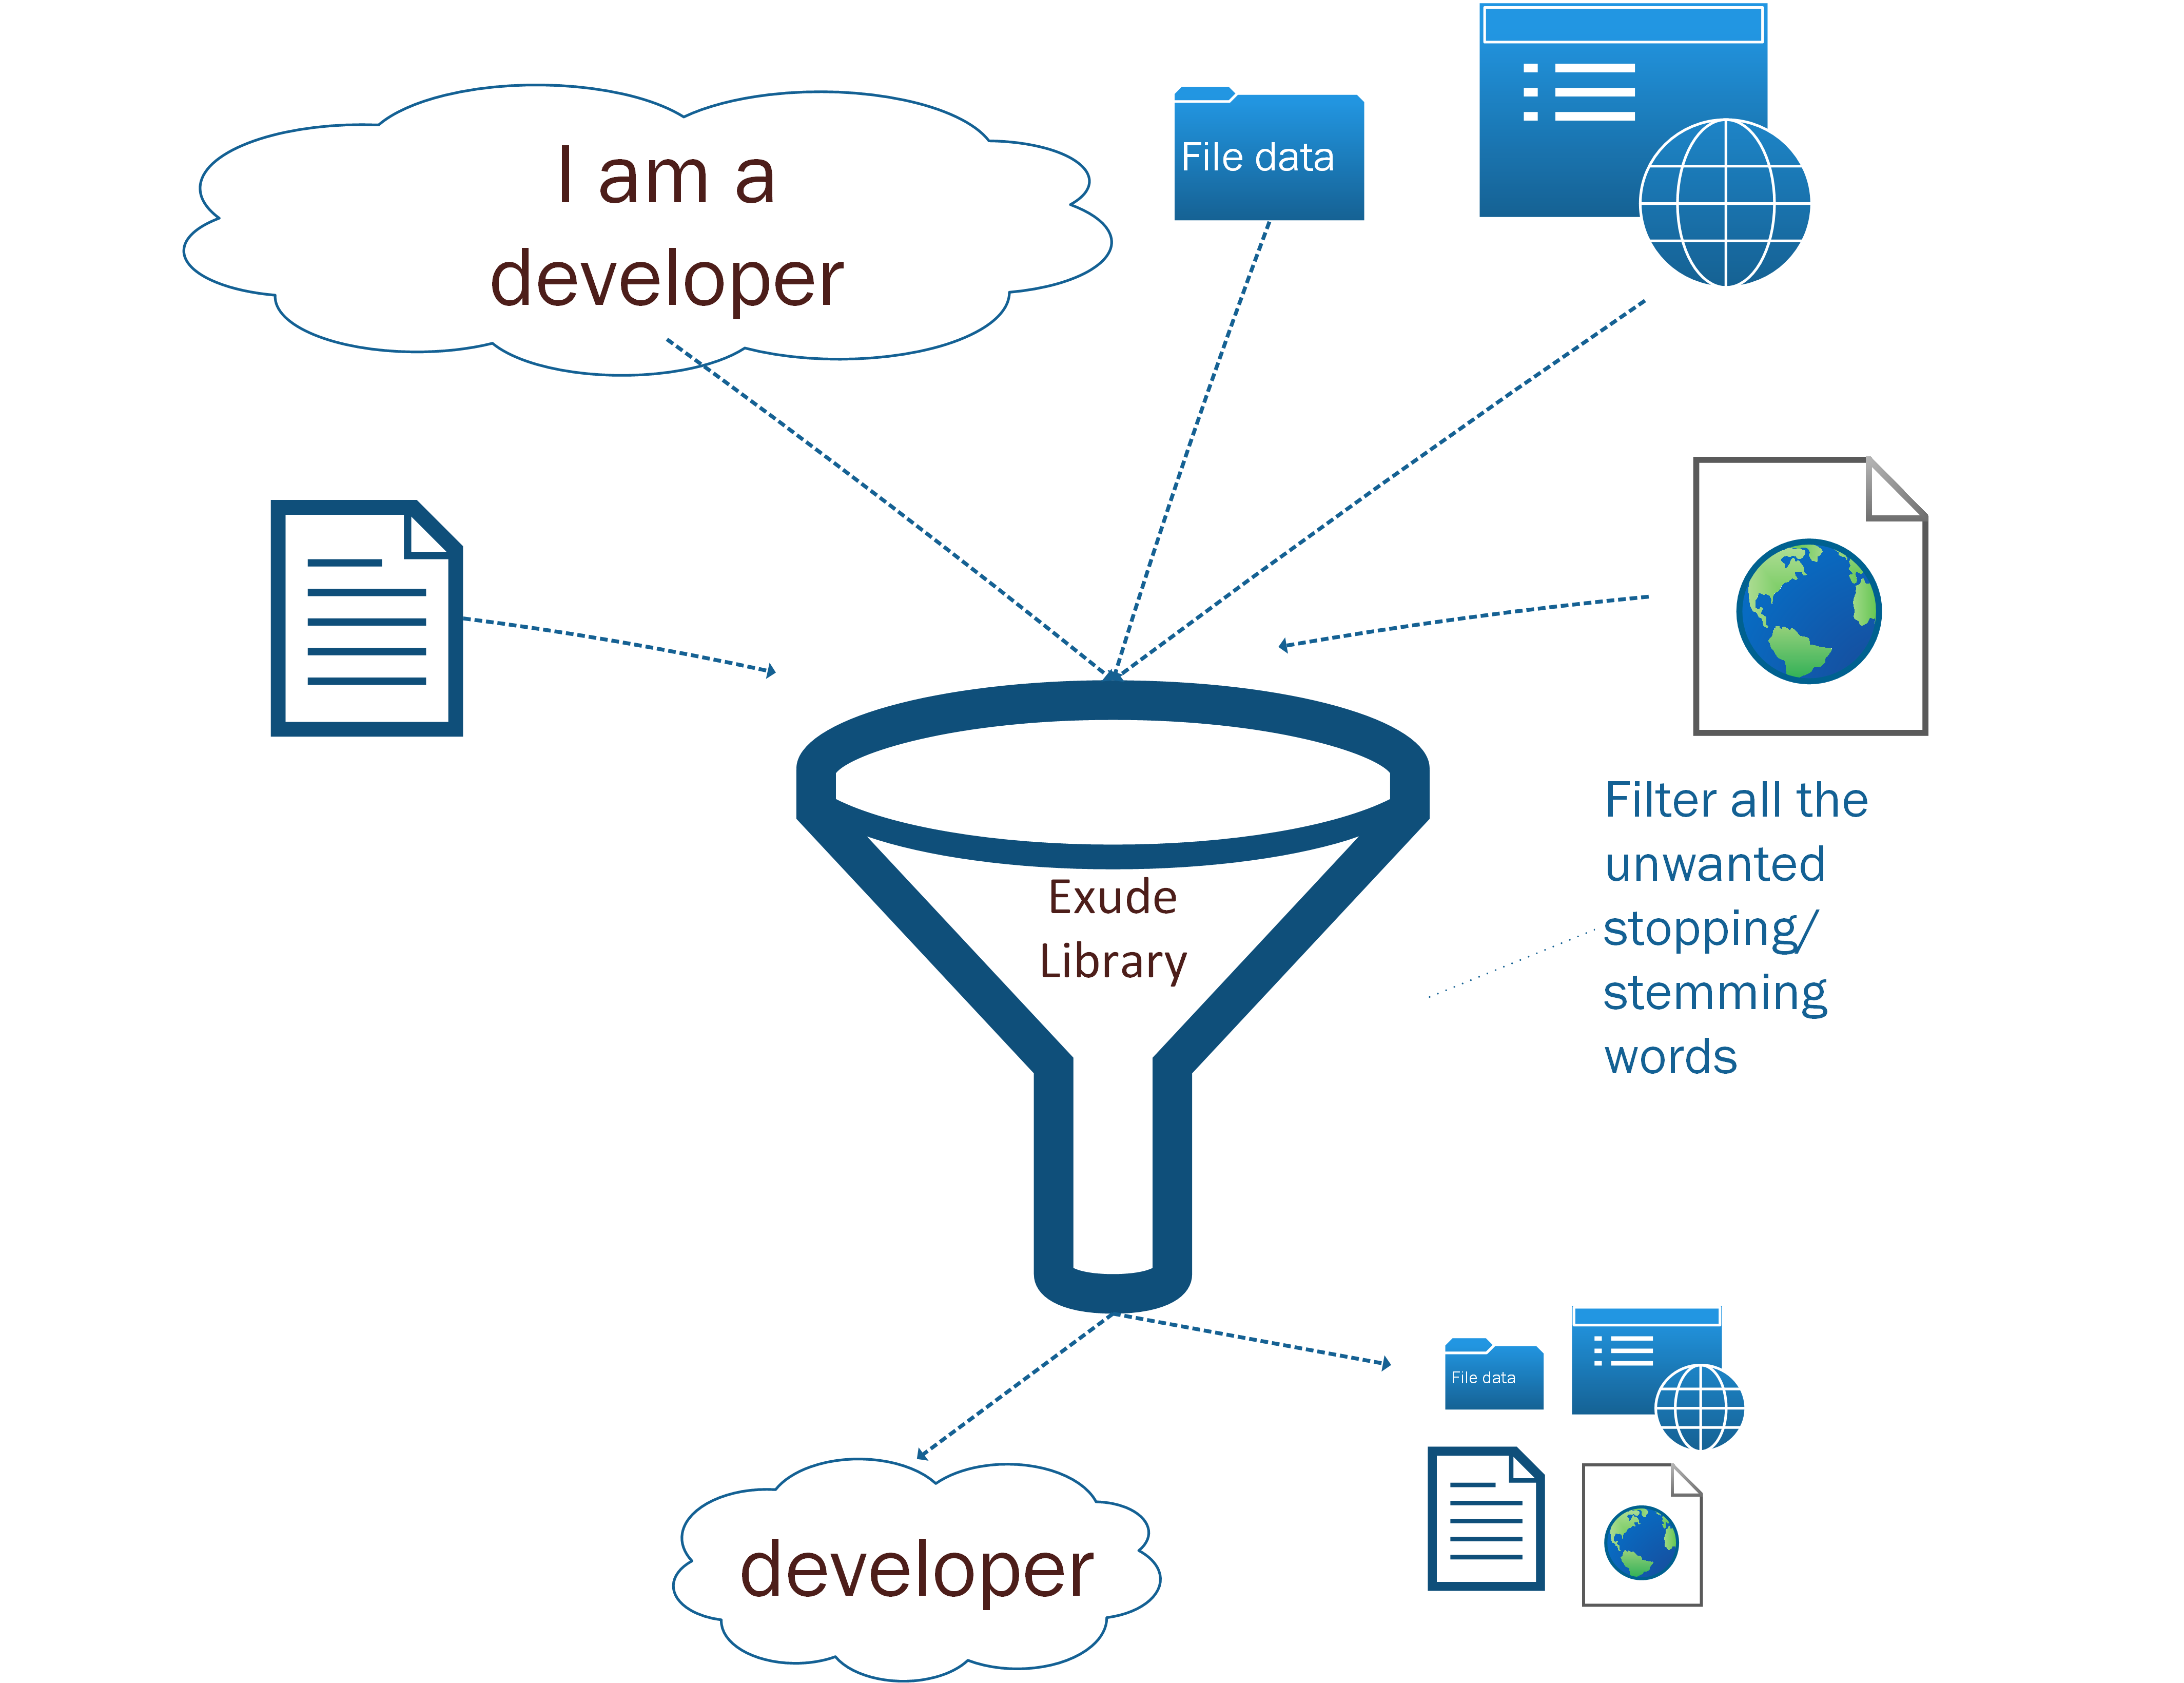 I am a
developer
File data
Filter all the
unwanted
stopping/
stemming
words
Exude
Library
File data
developer